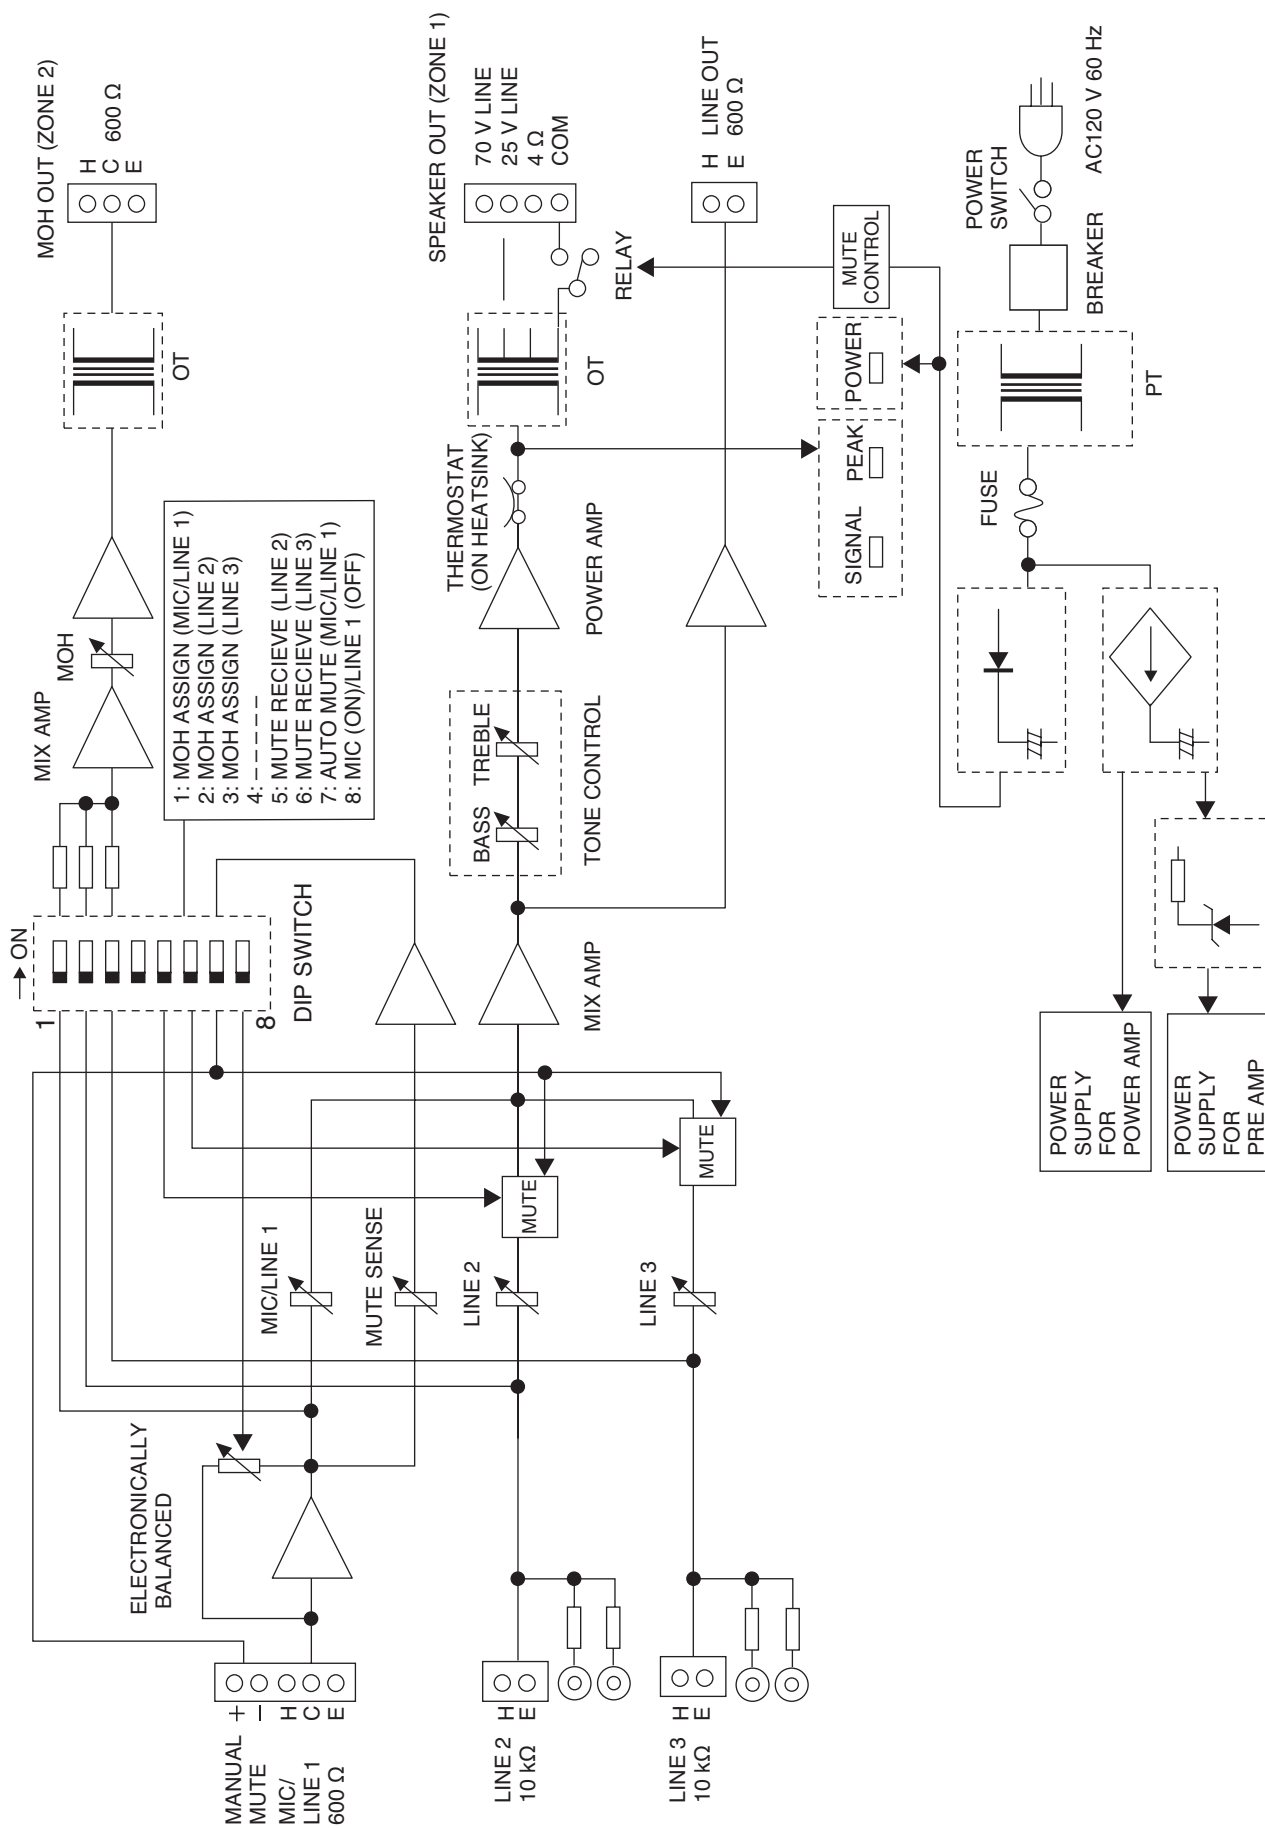 MANUAL +
MUTE −
MIC/ H
LINE 1 C
600 Ω E
ELECTRONICALLY
BALANCED
MIC/LINE 1
MUTE SENSE
→ ON
1
8
DIP SWITCH
MIX AMP
MOH
OT
MOH OUT (ZONE 2)
H
C 600 Ω
E
1: MOH ASSIGN (MIC/LINE 1)
2: MOH ASSIGN (LINE 2)
3: MOH ASSIGN (LINE 3)
4: – – – – – –
5: MUTE RECIEVE (LINE 2)
6: MUTE RECIEVE (LINE 3)
7: AUTO MUTE (MIC/LINE 1)
8: MIC (ON)/LINE 1 (OFF)
LINE 2 H
10 kΩ E
LINE 2
MUTE
MIX AMP
BASS TREBLE
TONE CONTROL
POWER AMP
THERMOSTAT
(ON HEATSINK)
OT
RELAY
SPEAKER OUT (ZONE 1)
70 V LINE
25 V LINE
4 Ω
COM
LINE 3 H
10 kΩ E
LINE 3
MUTE
H LINE OUT
E 600 Ω
SIGNAL PEAK
POWER
MUTE
CONTROL
POWER
SWITCH
BREAKER
AC120 V 60 Hz
PT
FUSE
POWER
SUPPLY
FOR
POWER AMP
POWER
SUPPLY
FOR
PRE AMP